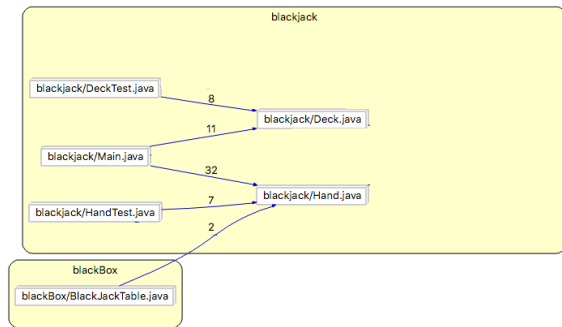 blackjack
blackjack/DeckTest.java
8
blackjack/Deck.java
11
blackjack/Main.java
32
blackjack/Hand.java
7
blackjack/HandTest.java
2
blackBox
blackBox/BlackJackTable.java